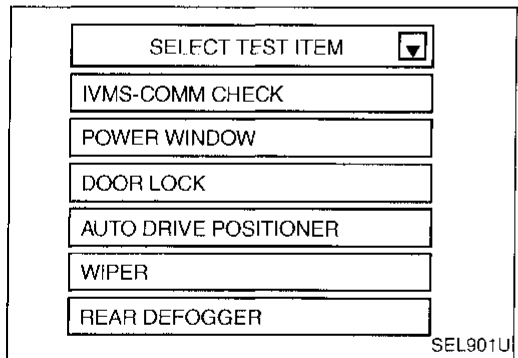 SELECT TEST ITEM
IVMS-COMM CHECK
POWER WINDOW
DOOR LOCK
AUTO DRIVE POSITIONER
WIPER
REAR DEFOGGER
SEL901U